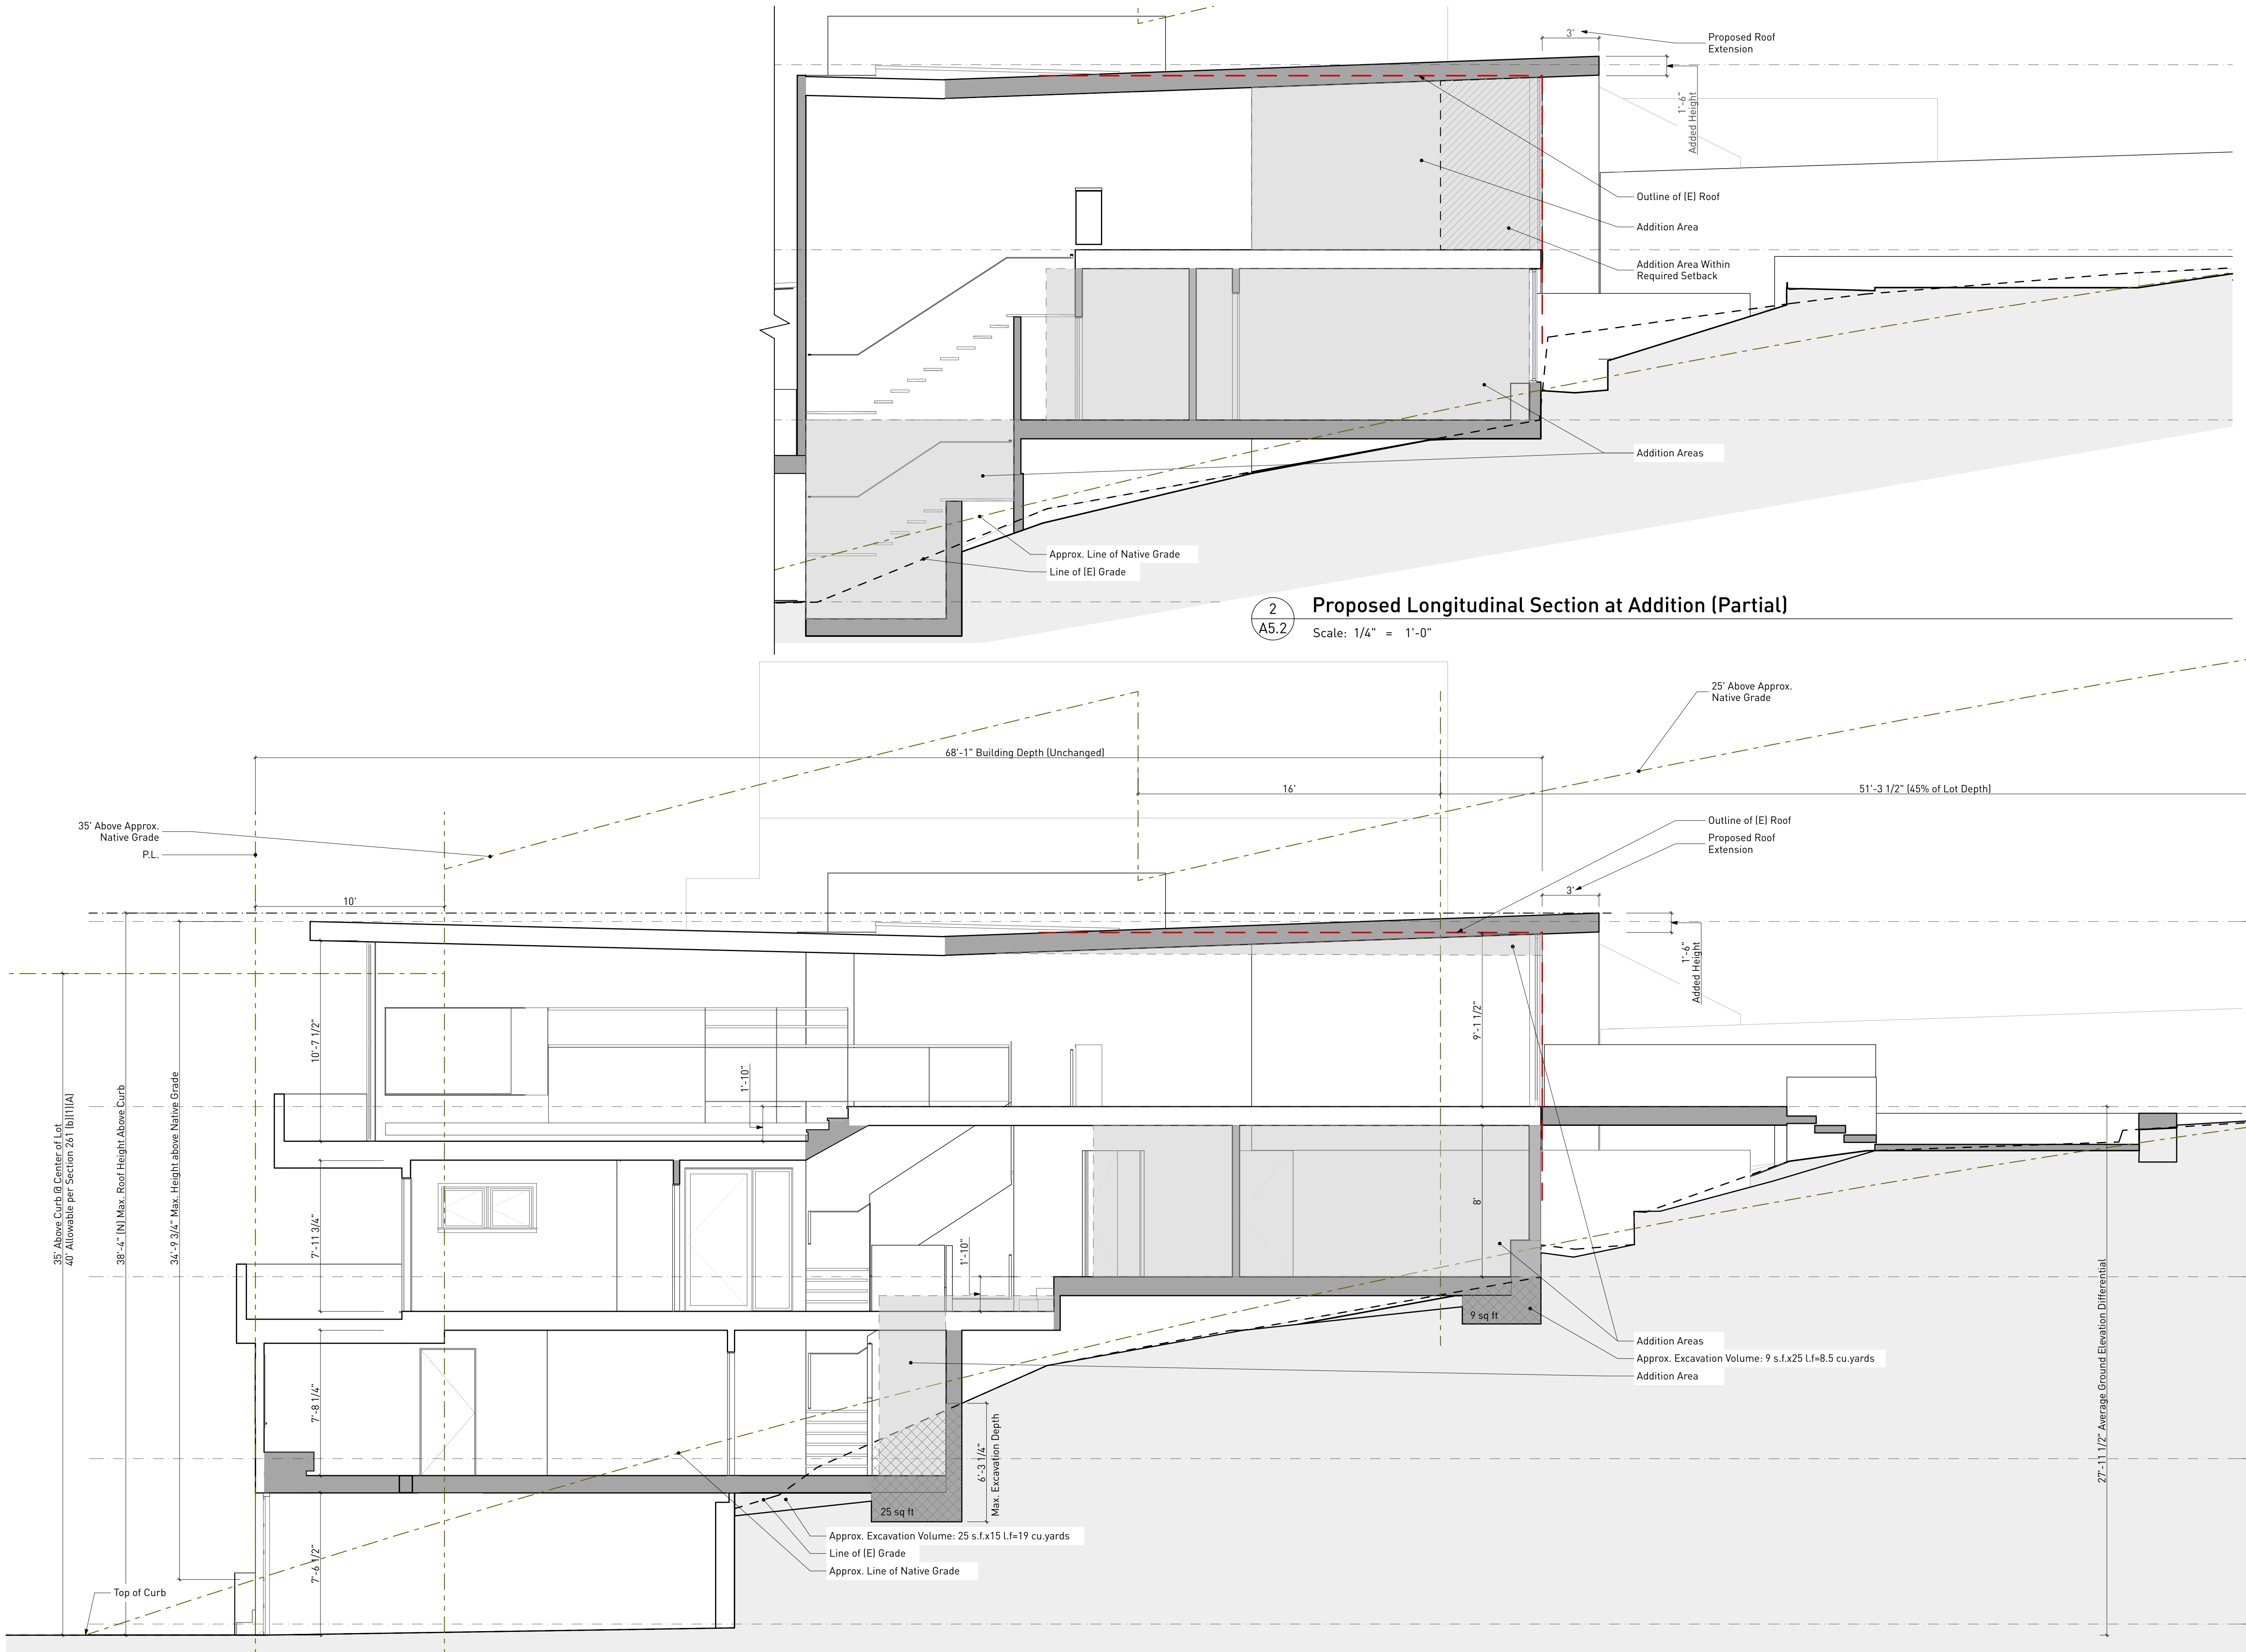 3'
Proposed Roof
Extension
1'-6"
Added Height
Outline of (E) Roof
Addition Area
Addition Area Within
Required Setback
Addition Areas
Approx. Line of Native Grade
Line of (E) Grade
2
A5.2
Proposed Longitudinal Section at Addition (Partial)
Scale: 1/4" = 1'-0"
25' Above Approx.
Native Grade
68'-1" Building Depth (Unchanged)
16'
51'-3 1/2" (45% of Lot Depth)
35' Above Approx.
Native Grade
P.L.
Outline of (E) Roof
Proposed Roof
Extension
10'
3'
1'-6"
Added Height
35' Above Curb @ Center of Lot
40' Allowable per Section 261 (b)(1)(A)
38'-4" (N) Max. Roof Height Above Curb
34'-9 3/4" Max. Height above Native Grade
10'-7 1/2"
9'-1 1/2"
1'-10"
7'-11 3/4"
8'
1'-10"
27'-11 1/2" Average Ground Elevation Differential
9 sq ft
Addition Areas
Approx. Excavation Volume: 9 s.f.x25 l.f=8.5 cu.yards
Addition Area
7'-8 1/4"
6'-3 1/4"
Max. Excavation Depth
25 sq ft
Approx. Excavation Volume: 25 s.f.x15 l.f=19 cu.yards
Line of (E) Grade
Approx. Line of Native Grade
7'-6 1/2"
Top of Curb